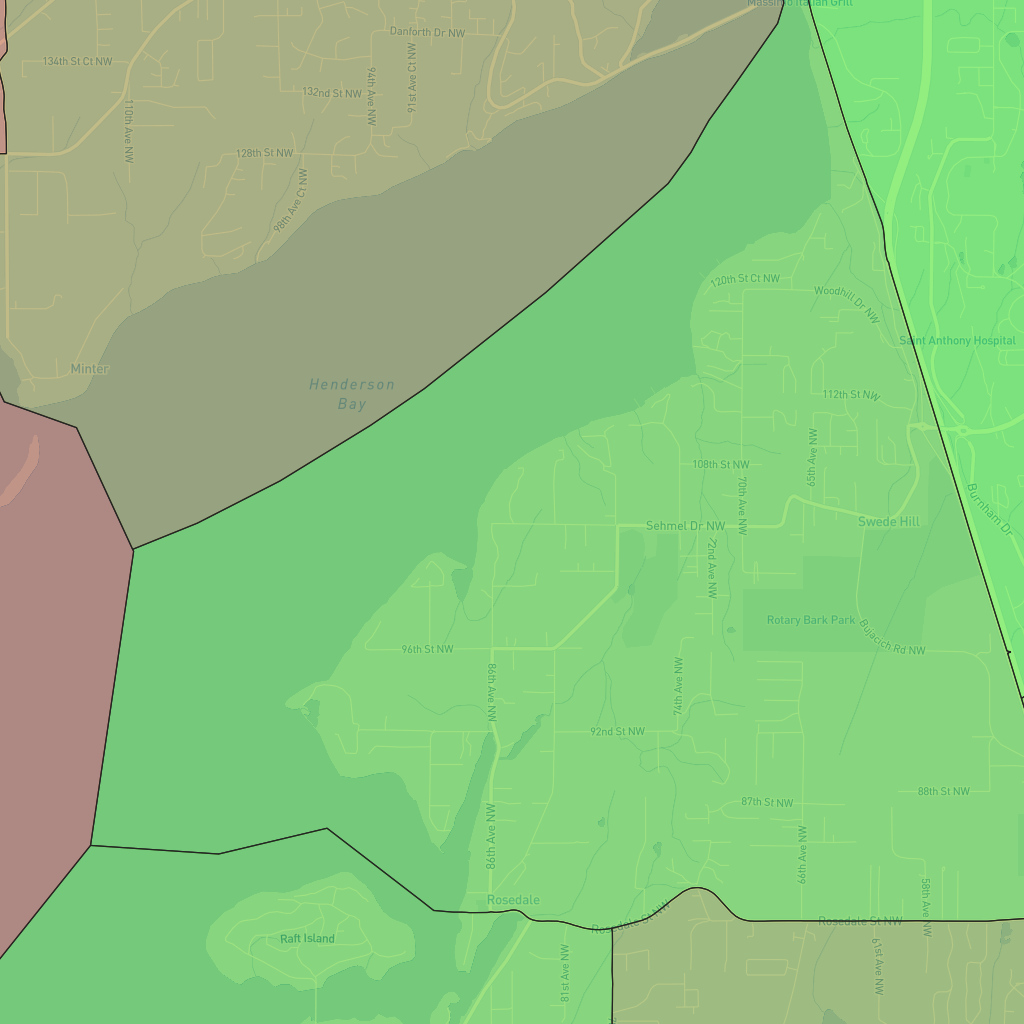 Massimo Italian Grill
Danforth Dr NW
134th St Ct NW
91st Ave Ct NW
94th Ave NW
132nd St NW
110th Ave NW
128th St NW
98th Ave Ct NW
120th St Ct NW
Woodhill Dr NW
Saint Anthony Hospital
Minter
Henderson
Bay
112th St NW
65th Ave NW
108th St NW
70th Ave NW
Burnham Dr
Swede Hill
Sehmel Dr NW
72nd Ave NW
Rotary Bark Park
Bujacich Rd NW
96th St NW
86th Ave NW
74th Ave NW
92nd St NW
88th St NW
87th St NW
86th Ave NW
66th Ave NW
58th Ave NW
Rosedale
Rosedale St NW
Rosedale St NW
Raft Island
81st Ave NW
61st Ave NW